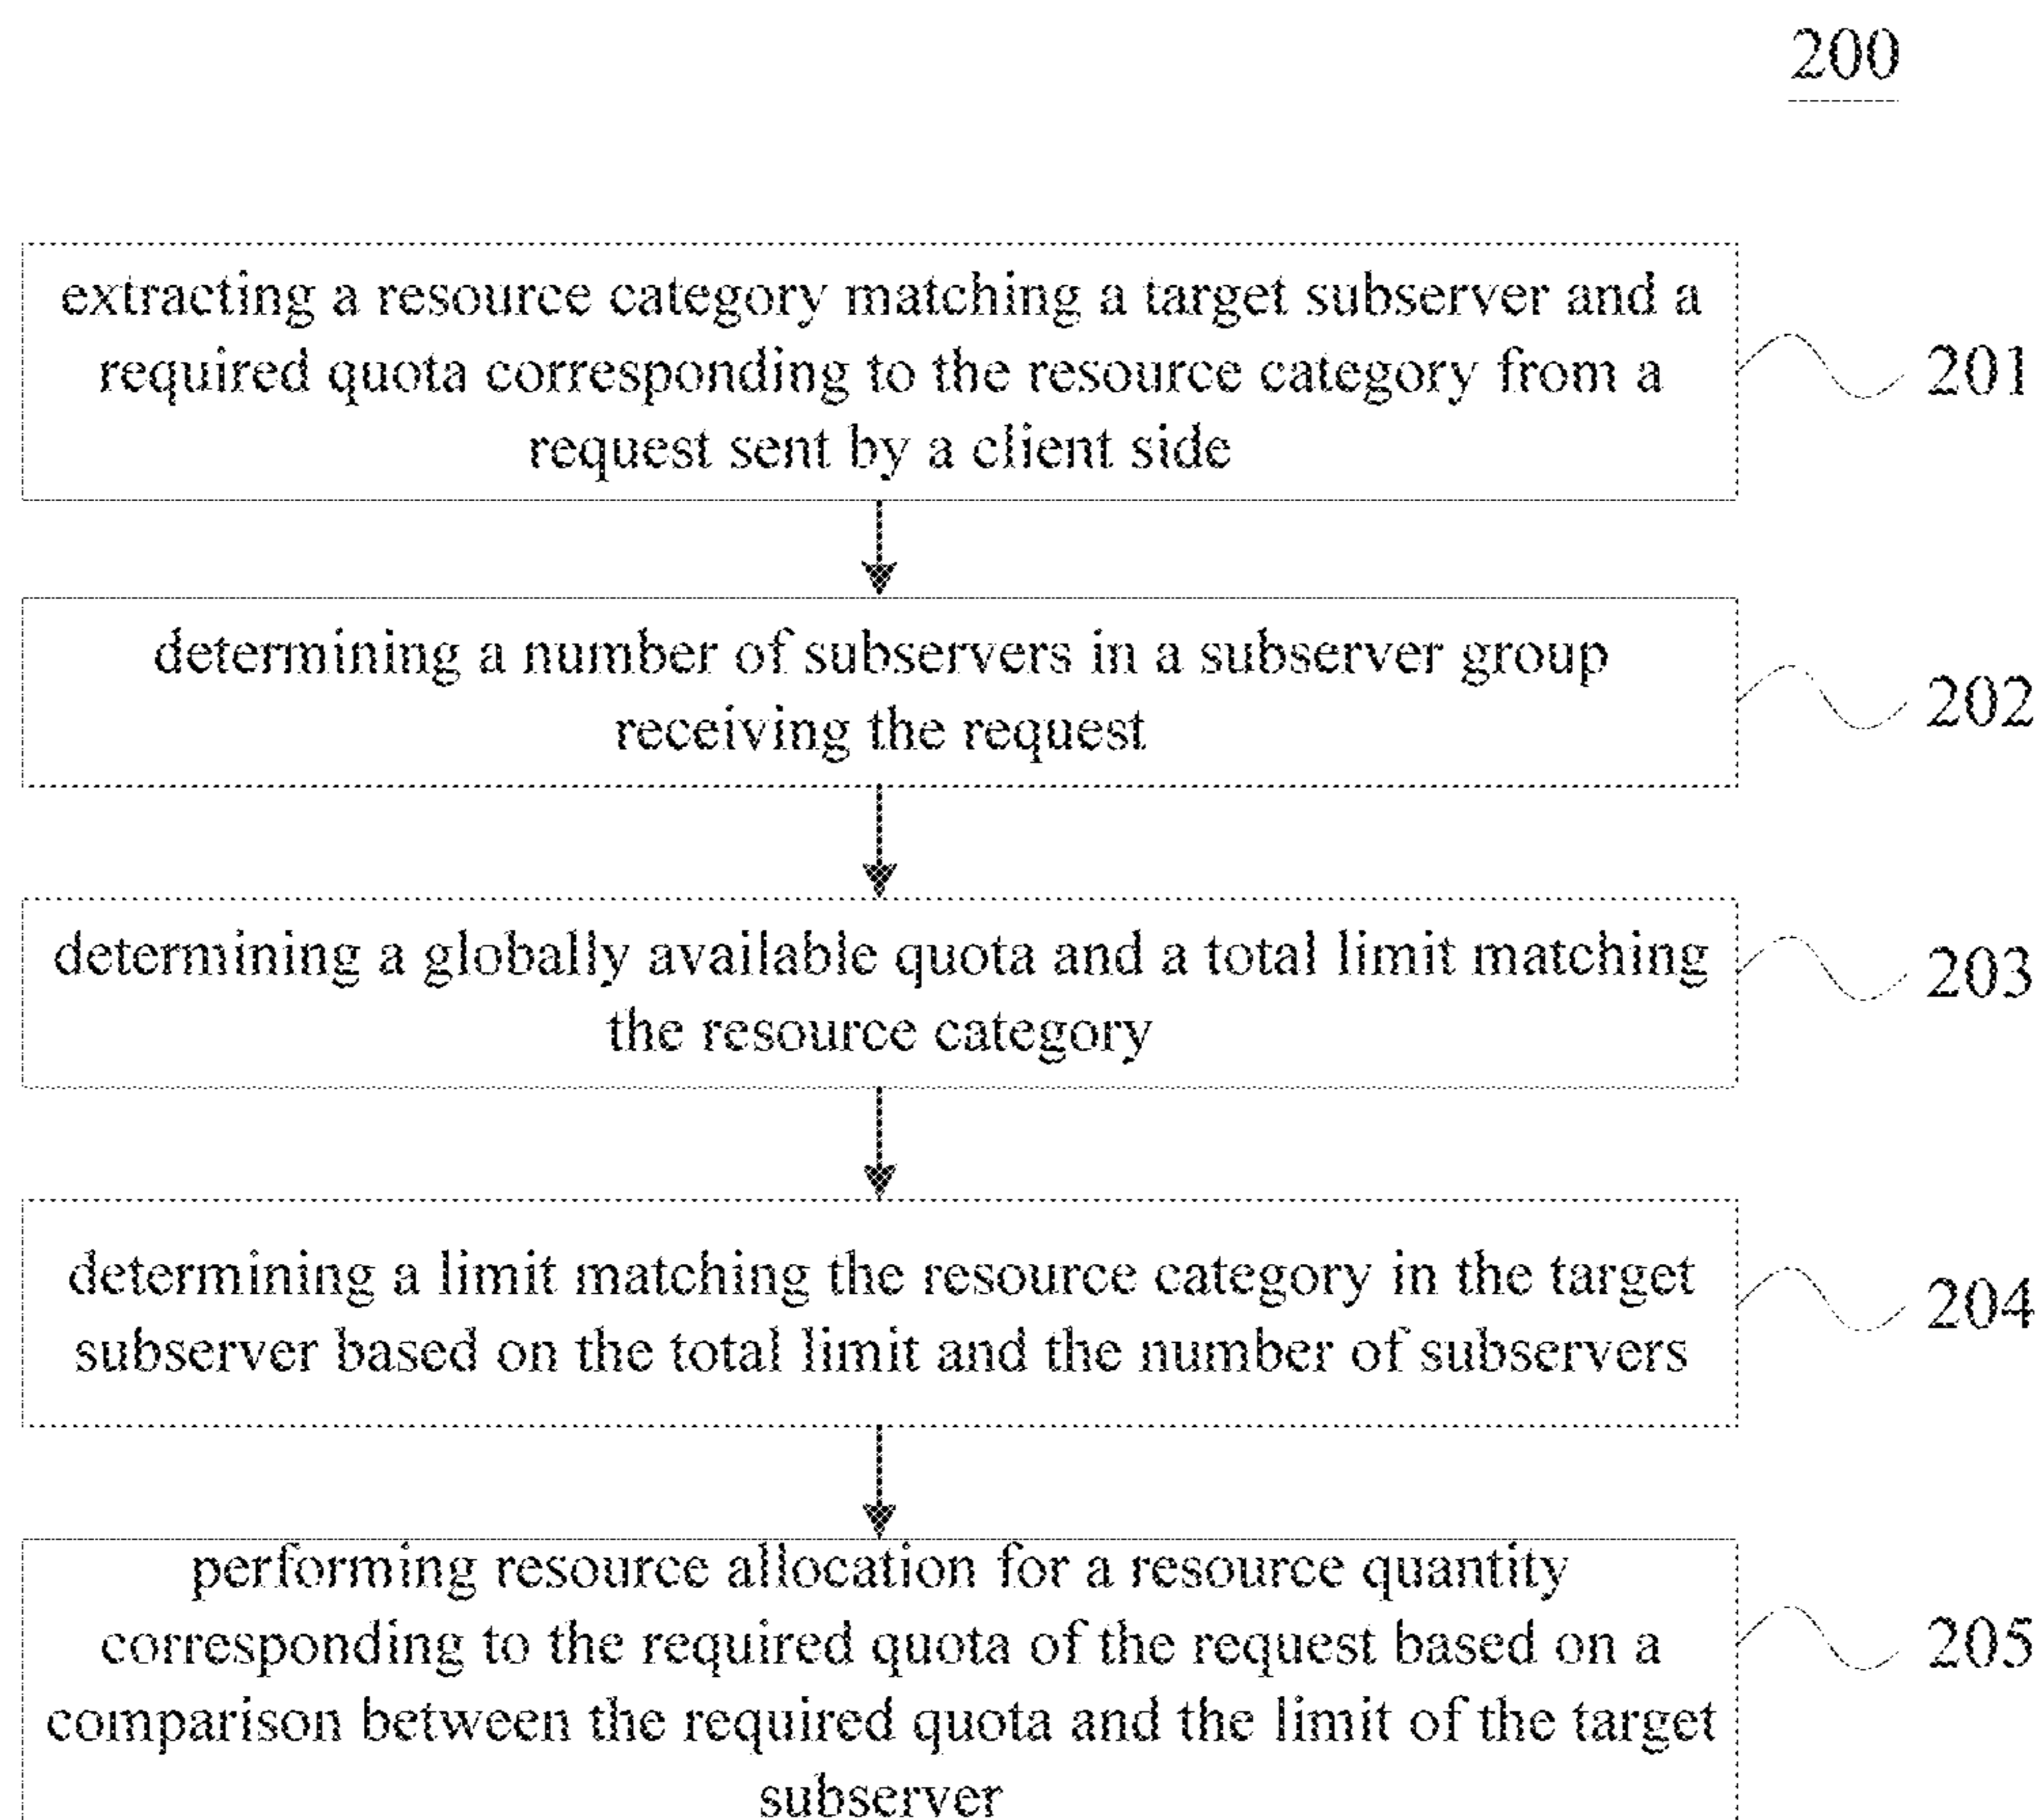 200
extracting a resource category matching a target subserver and a
required quota corresponding to the resource category from a
request sent by a client side
201
determining a number of subservers in a subserver group
receiving the request
202
determining a globally available quota and a total limit matching
the resource category
203
determining a limit matching the resource category in the target
subserver based on the total limit and the number of subservers
204
performing resource allocation for a resource quantity
corresponding to the required quota of the request based on a
comparison between the required quota and the limit of the target
subserver
205